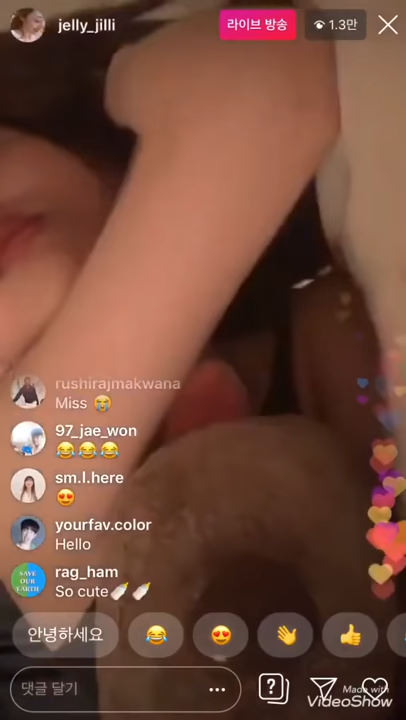 jelly_jilli
라이브 방송
1.3만
rushirajmakwana
Miss 😭
97_jae_won
😂😂😂
sm.l.here
😍
yourfav.color
Hello
SAVE
OUR
EARTH
rag_ham
So cute🍼🍼
안녕하세요
댓글 달기
Made with
VideoShow